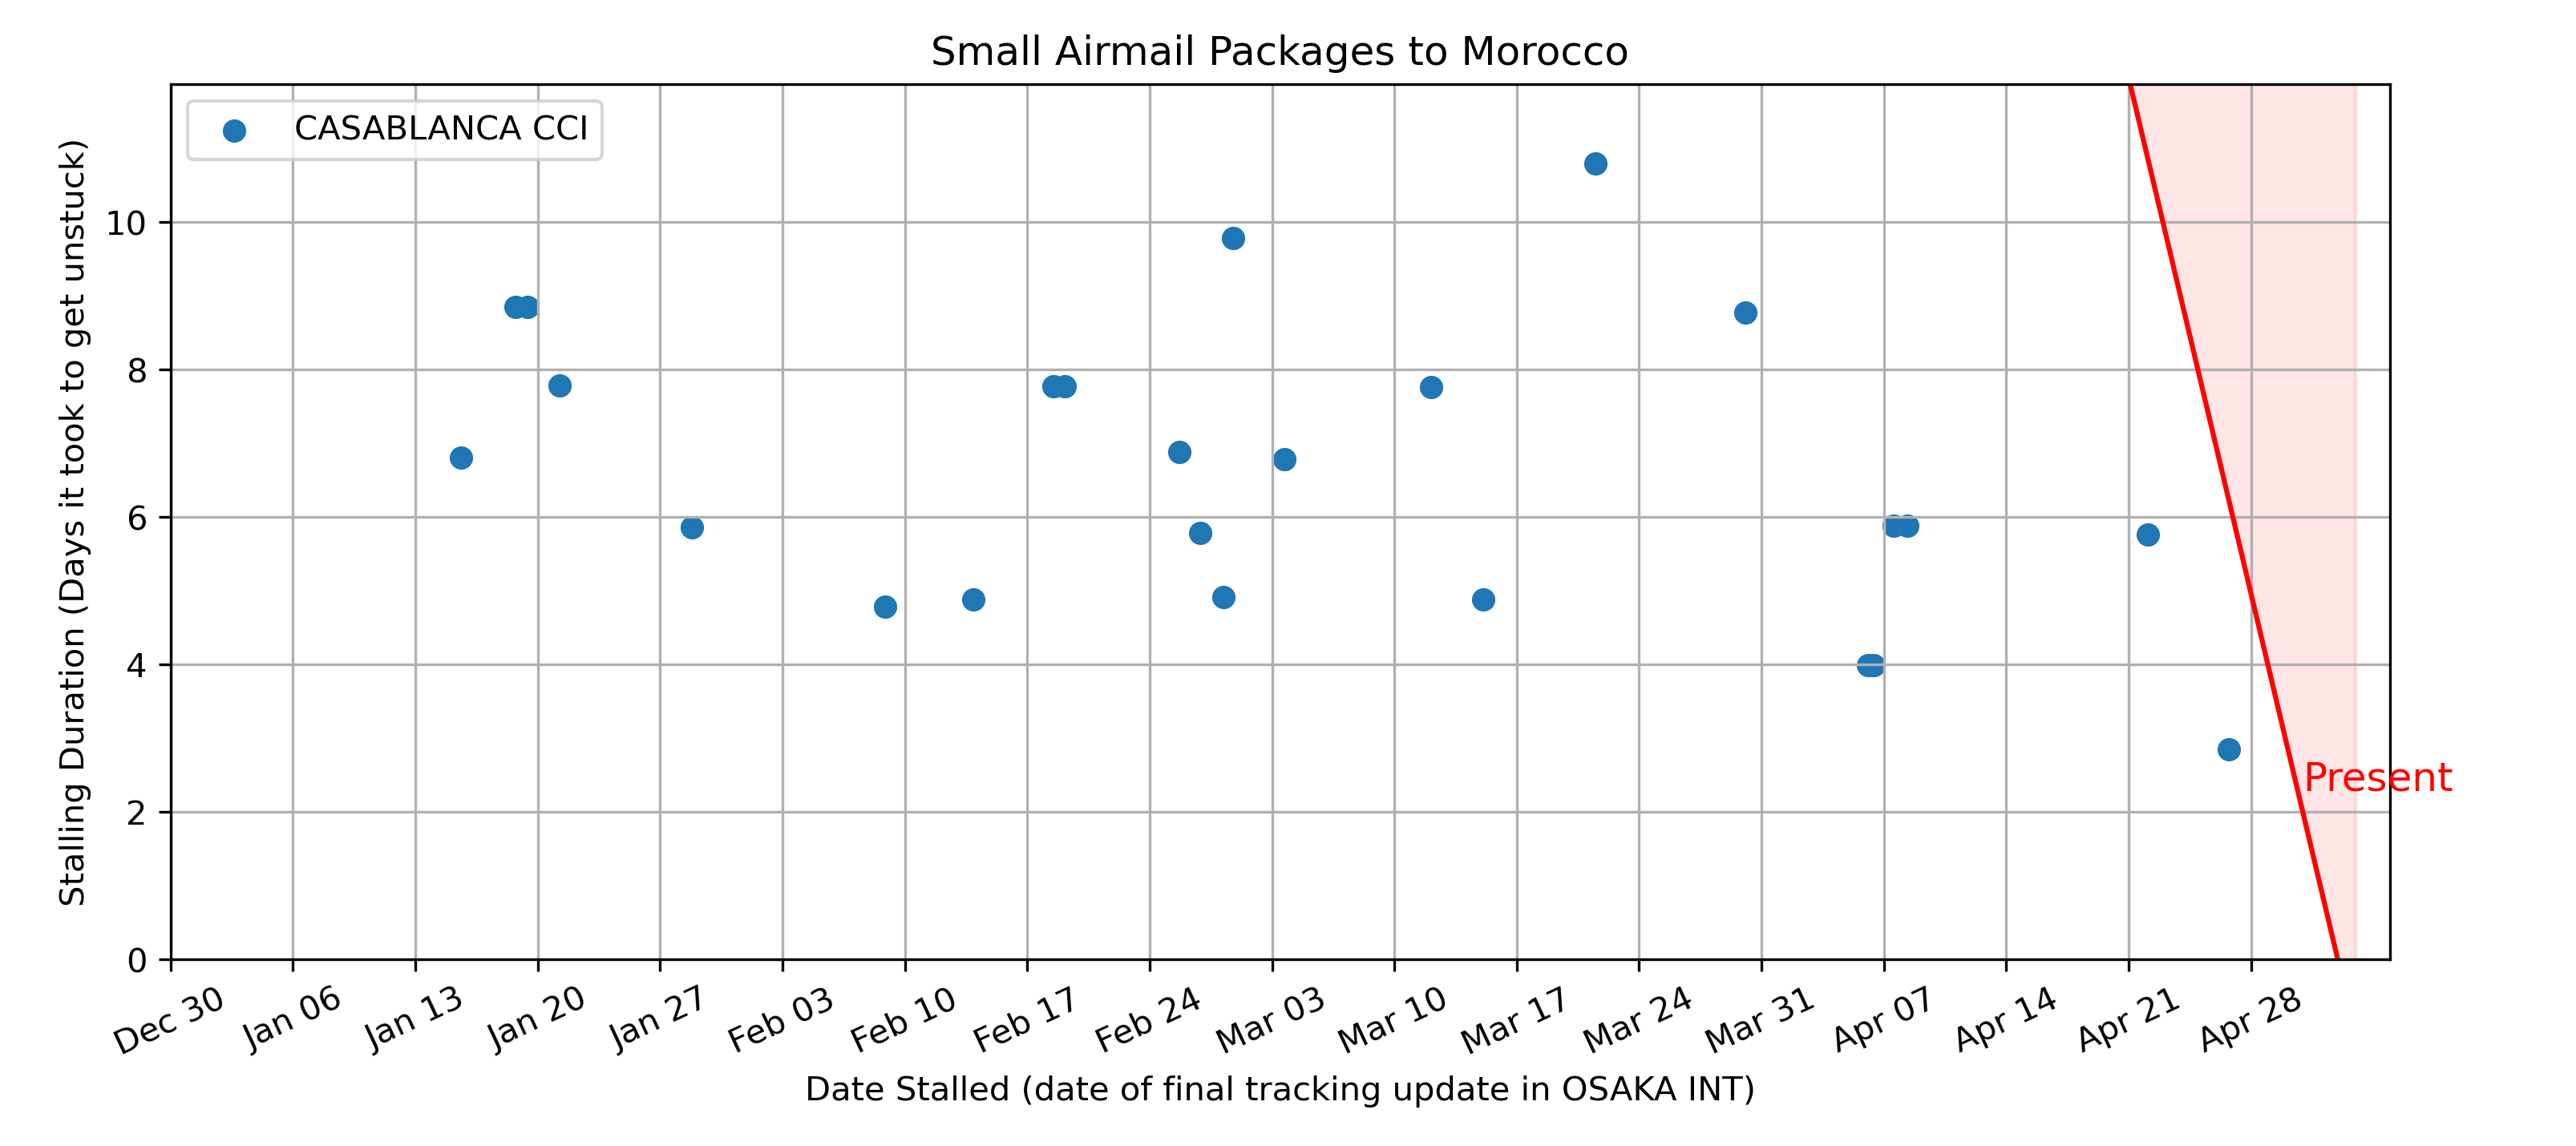 Small Airmail Packages to Morocco
CASABLANCA CCI
Stalling Duration (Days it took to get unstuck)
10
8
6
4
2
0
Present
Dec 30
Jan 06
Jan 13
Jan 20
Jan 27
Feb 03
Feb 10
Feb 17
Feb 24
Mar 03
Mar 10
Mar 17
Mar 24
Mar 31
Apr 07
Apr 14
Apr 21
Apr 28
Date Stalled (date of final tracking update in OSAKA INT)